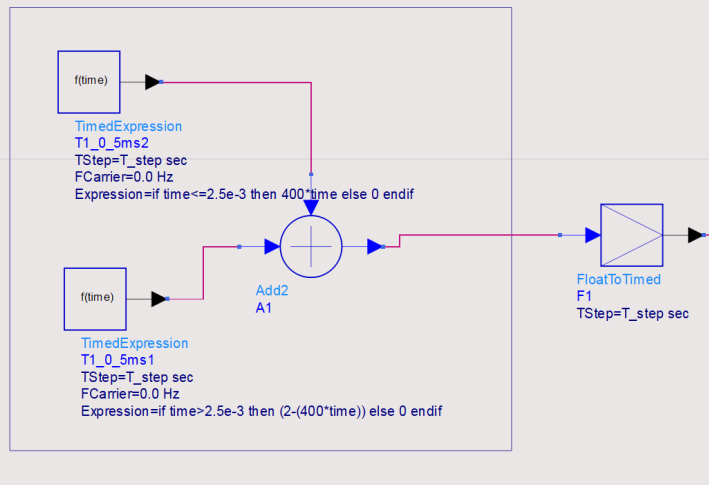 f(time)
TimedExpression
T1_0_5ms2
TStep=T_step sec
FCarrier=0.0 Hz
Expression=if time<=2.5e-3 then 400*time else 0 endif
Add2
A1
FloatToTimed
F1
TStep=T_step sec
f(time)
TimedExpression
T1_0_5ms1
TStep=T_step sec
FCarrier=0.0 Hz
Expression=if time>2.5e-3 then (2-(400*time)) else 0 endif